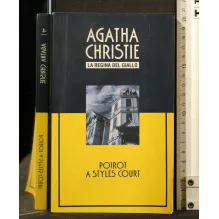 AGATHA
CHRISTIE
LA REGINA DEL GIALLO
POIROT
A STYLES COURT
AGATHA CHRISTIE
POIROT A STYLES COURT